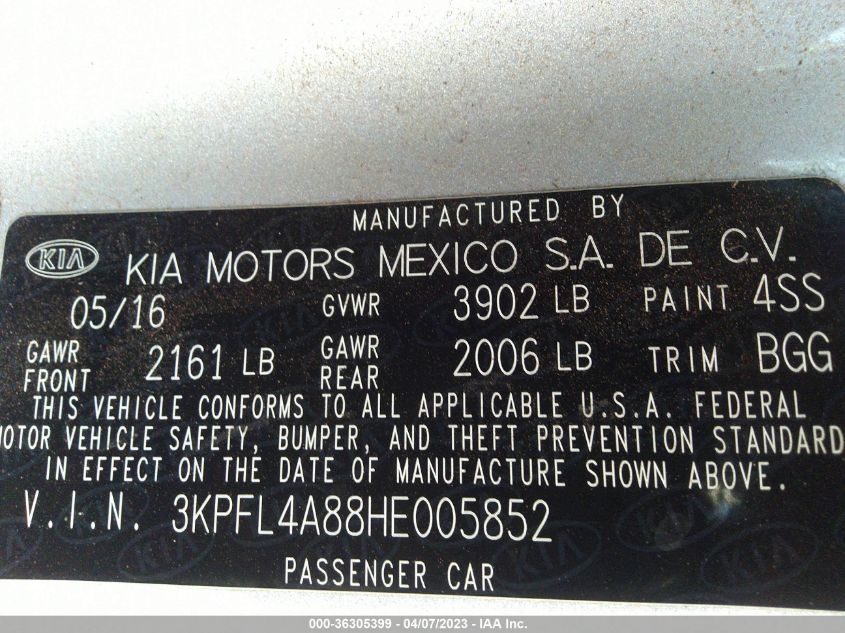 MANUFACTURED BY
KIA KIA MOTORS MEXICO S.A. DE C.V.
05/16 GVWR 3902 LB PAINT 4SS
GAWR FRONT 2161 LB GAWR REAR 2006 LB TRIM BGG
THIS VEHICLE CONFORMS TO ALL APPLICABLE U.S.A. FEDERAL
MOTOR VEHICLE SAFETY, BUMPER, AND THEFT PREVENTION STANDARD
IN EFFECT ON THE DATE OF MANUFACTURE SHOWN ABOVE.
V.I.N. 3KPFL4A88HE005852
PASSENGER CAR
000-36305399 - 04/07/2023 - IAA Inc.